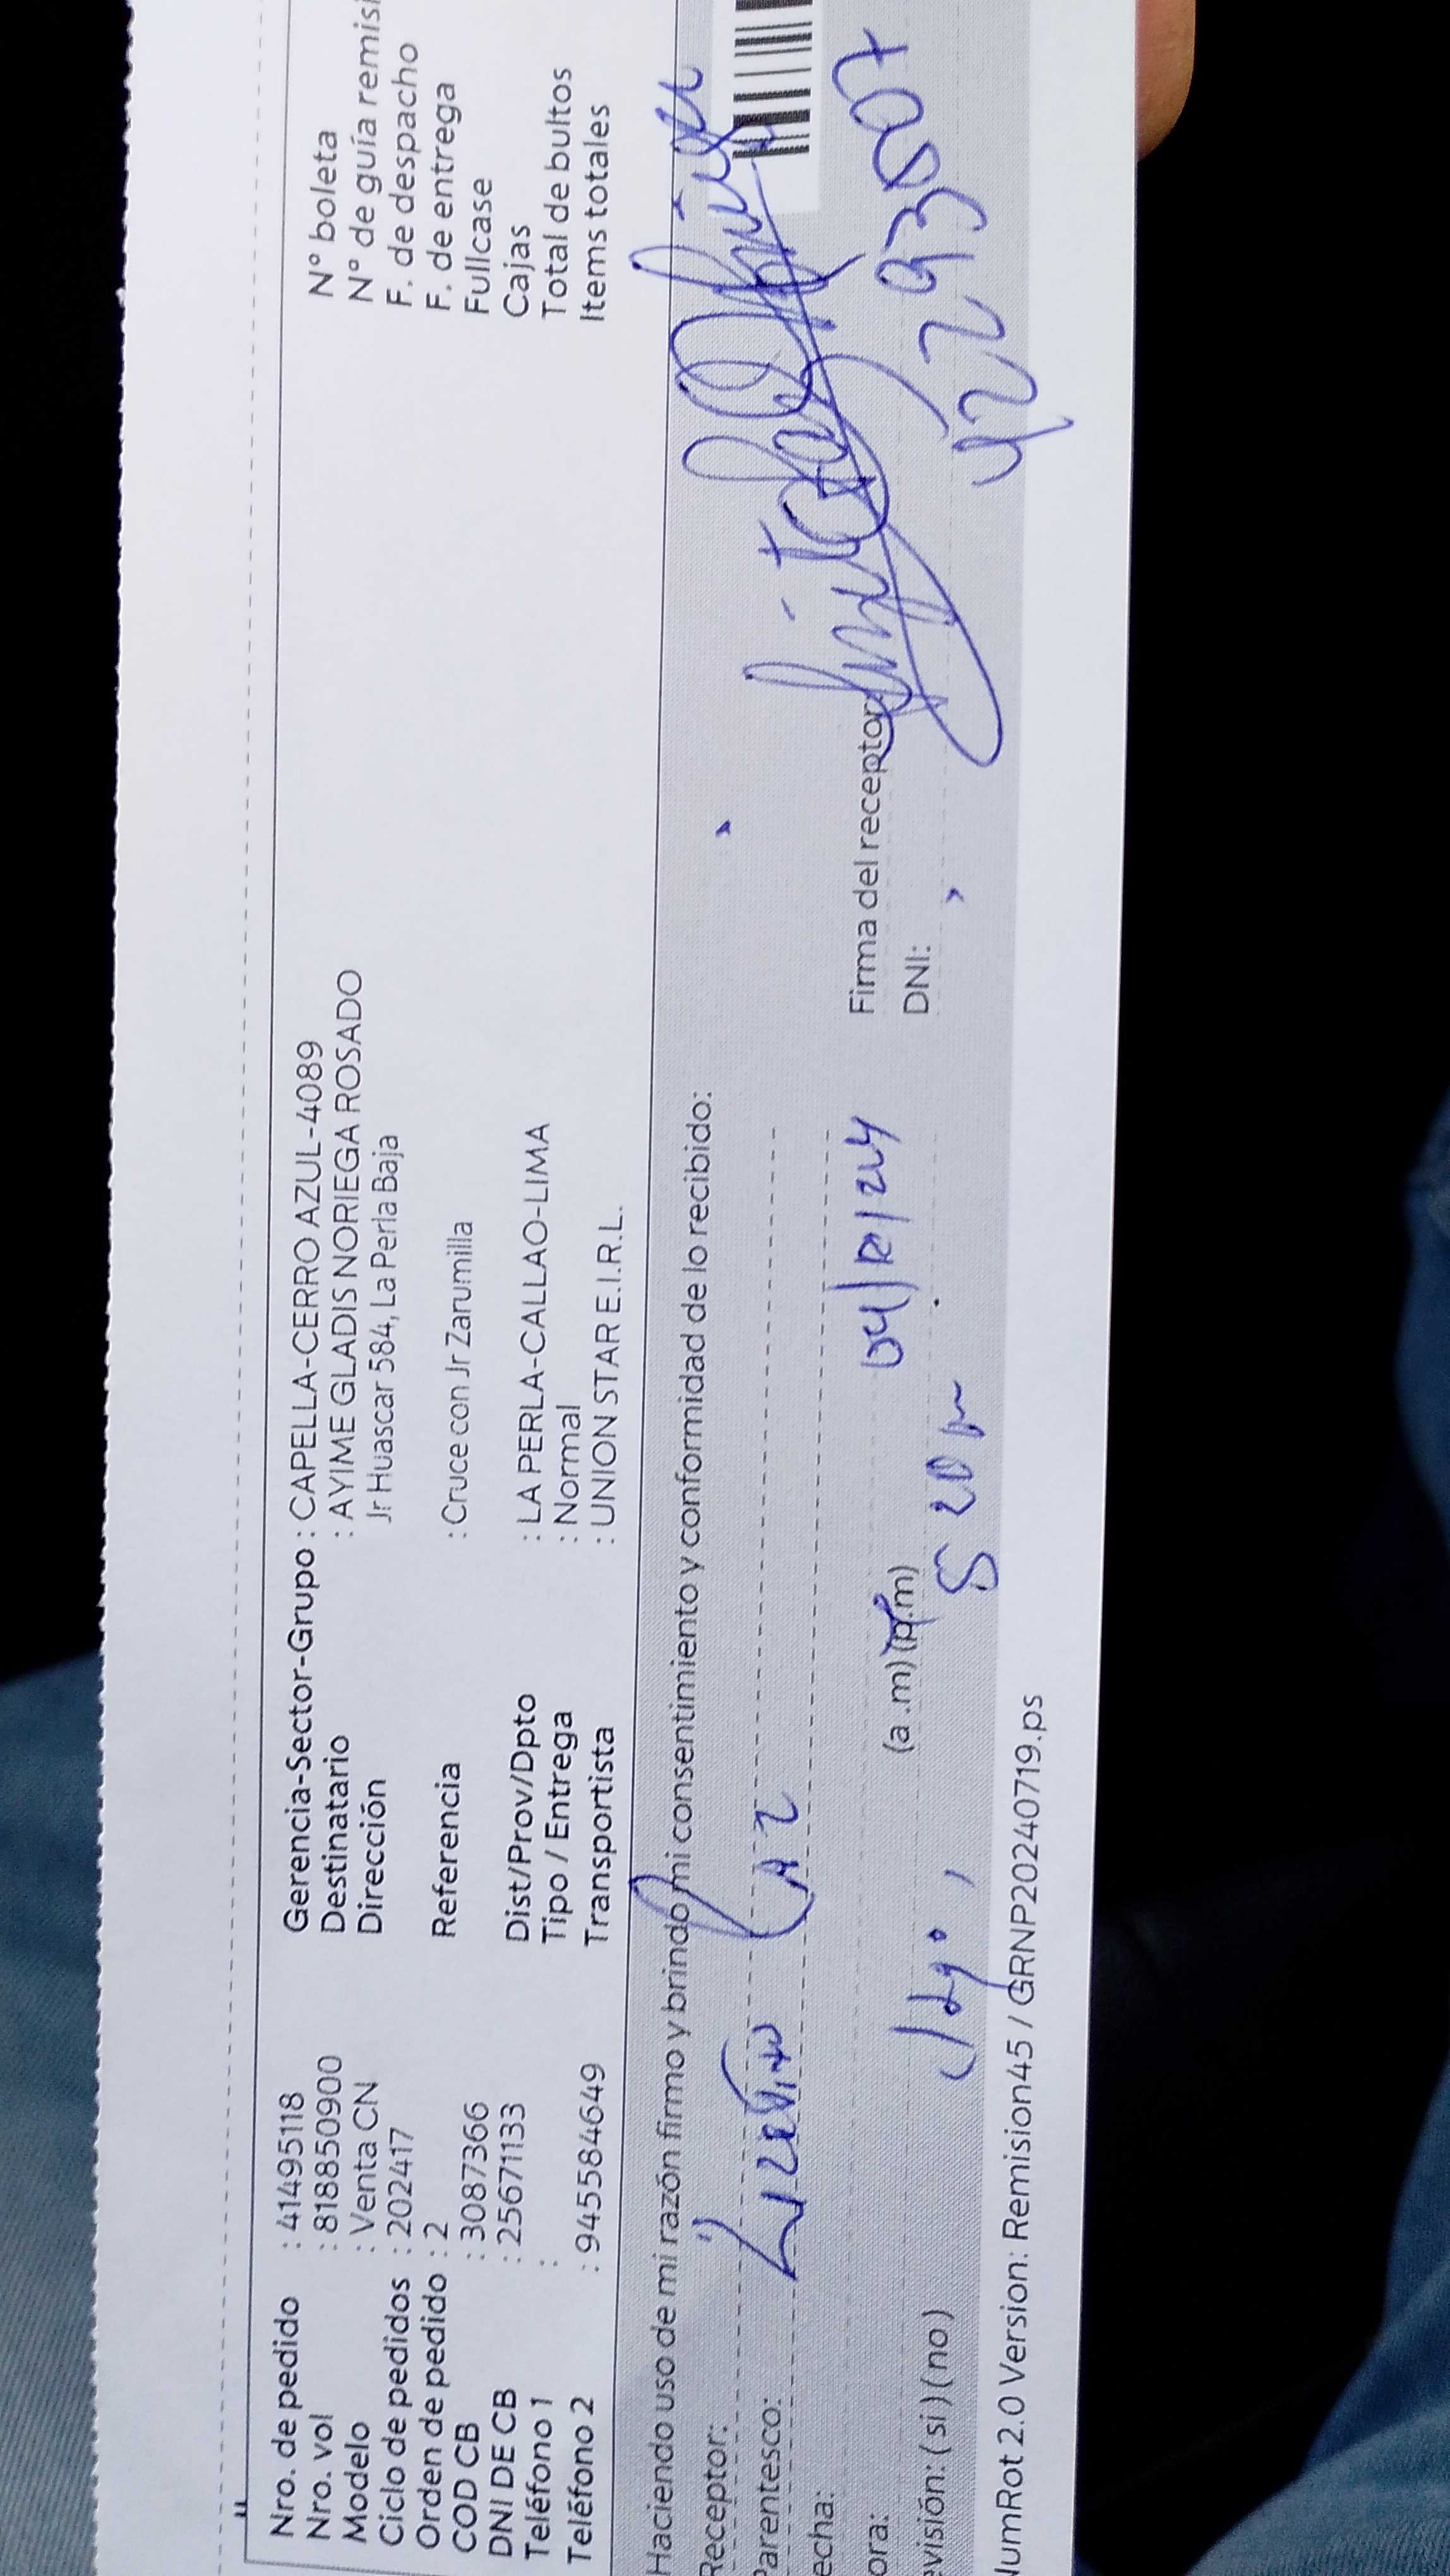 Nro. de pedido : 41495118 Gerencia-Sector-Grupo : CAPELLA-CERRO AZUL-4089 N° boleta
Nro. vol : 818850900 Destinatario : AYIME GLADIS NORIEGA ROSADO N° de guía remisi
Modelo : Venta CN Dirección Jr Huascar 584, La Perla Baja F. de despacho
Ciclo de pedidos : 202417 F. de entrega
Orden de pedido : 2 Referencia : Cruce con Jr Zarumilla Fullcase
COD CB : 3087366 Cajas
DNI DE CB : 25671133 Dist/Prov/Dpto : LA PERLA-CALLAO-LIMA Total de bultos
Teléfono 1 : Tipo / Entrega : Normal Items totales
Teléfono 2 : 945584649 Transportista : UNION STAR E.I.R.L.
Haciendo uso de mi razón firmo y brindo mi consentimiento y conformidad de lo recibido:
Receptor:
Parentesco:
echa: Firma del receptor
ora: (a .m) (p.m) DNI:
evisión: ( si ) ( no )
NumRot 2.0 Version: Remision45 / GRNP20240719.ps